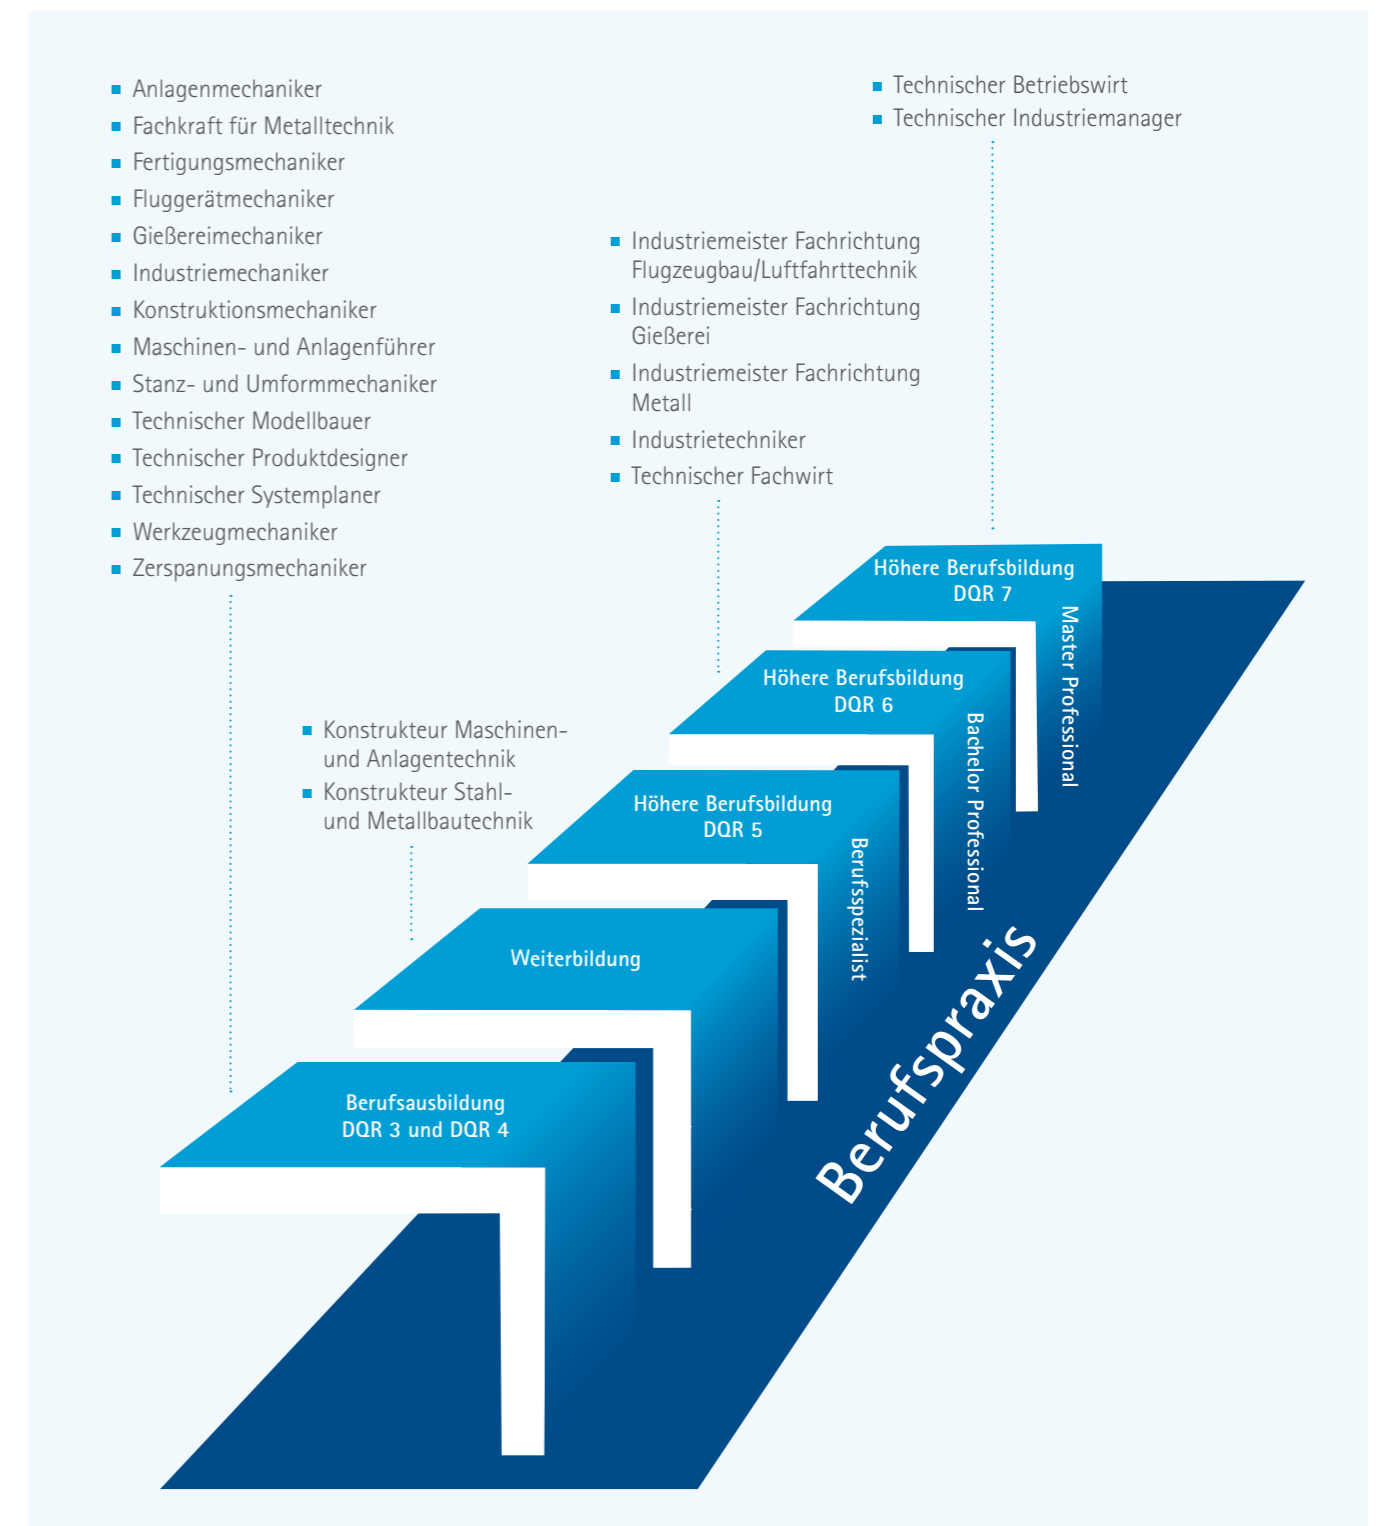 Anlagenmechaniker
Fachkraft für Metalltechnik
Fertigungsmechaniker
Fluggerätmechaniker
Gießereimechaniker
Industriemechaniker
Konstruktionsmechaniker
Maschinen- und Anlagenführer
Stanz- und Umformmechaniker
Technischer Modellbauer
Technischer Produktdesigner
Technischer Systemplaner
Werkzeugmechaniker
Zerspanungsmechaniker
Konstrukteur Maschinen-
und Anlagentechnik
Konstrukteur Stahl-
und Metallbautechnik
Industriemeister Fachrichtung
Flugzeugbau/Luftfahrttechnik
Industriemeister Fachrichtung
Gießerei
Industriemeister Fachrichtung
Metall
Industrietechniker
Technischer Fachwirt
Technischer Betriebswirt
Technischer Industriemanager
Höhere Berufsbildung
DQR 7
Master Professional
Höhere Berufsbildung
DQR 6
Bachelor Professional
Höhere Berufsbildung
DQR 5
Berufsspezialist
Weiterbildung
Berufsausbildung
DQR 3 und DQR 4
Berufspraxis